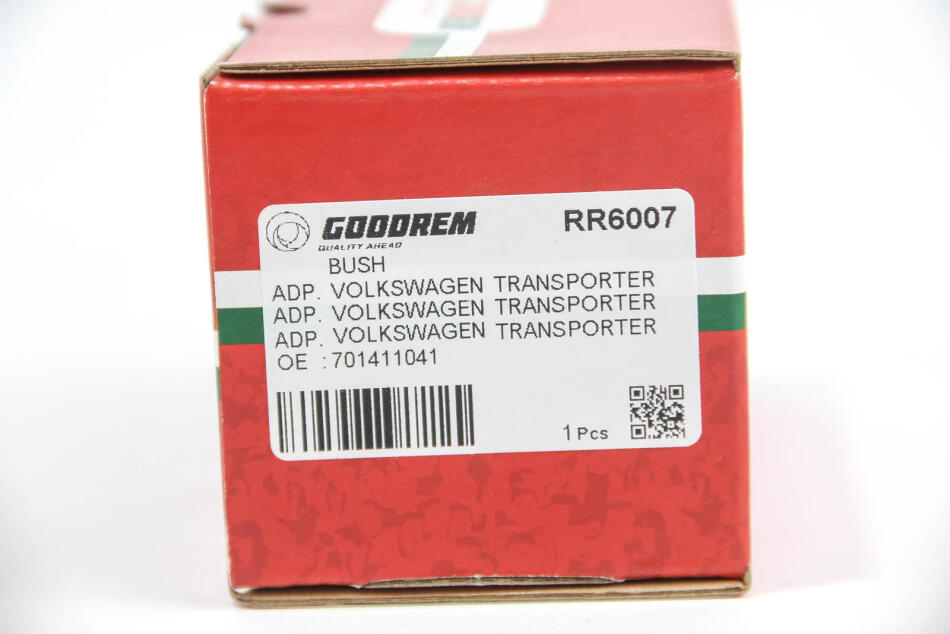 GOODREM
RR6007
QUALITY AHEAD
BUSH
ADP. VOLKSWAGEN TRANSPORTER
ADP. VOLKSWAGEN TRANSPORTER
ADP. VOLKSWAGEN TRANSPORTER
OE : 701411041
1 Pcs